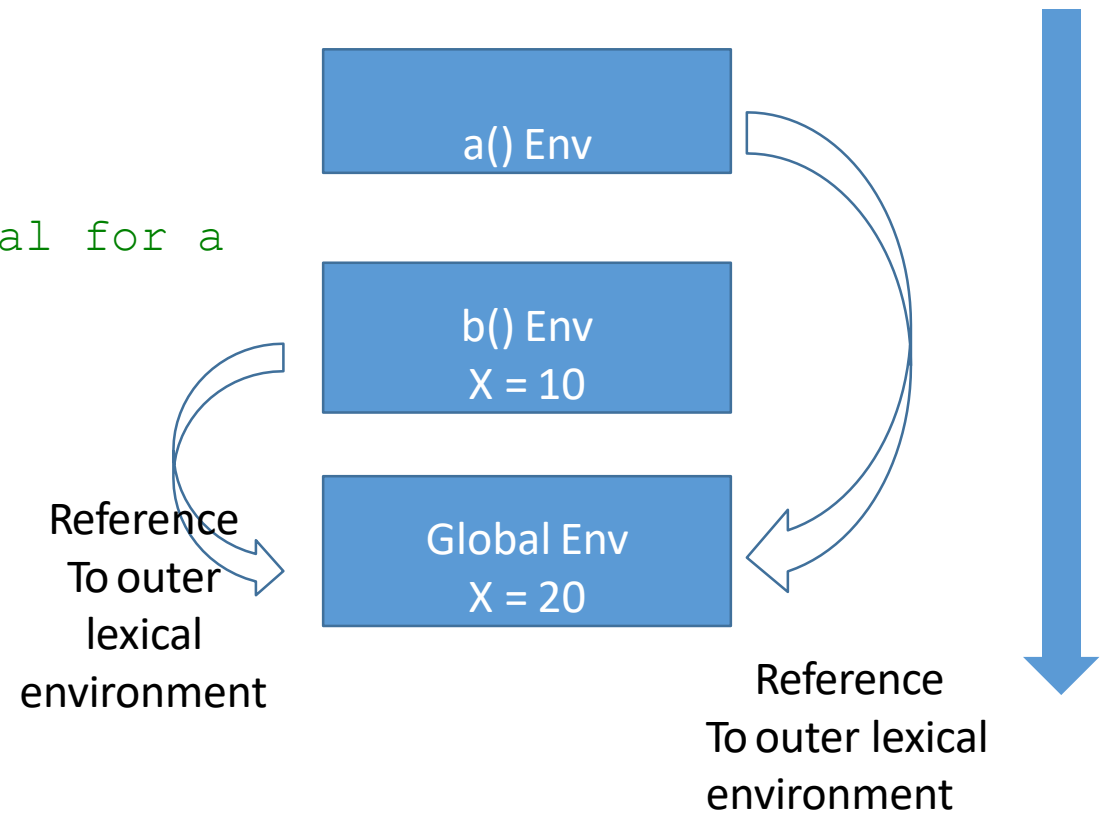 a() Env
al for a
b() Env
X = 10
Reference
To outer
lexical
environment
Global Env
X = 20
Reference
To outer lexical
environment